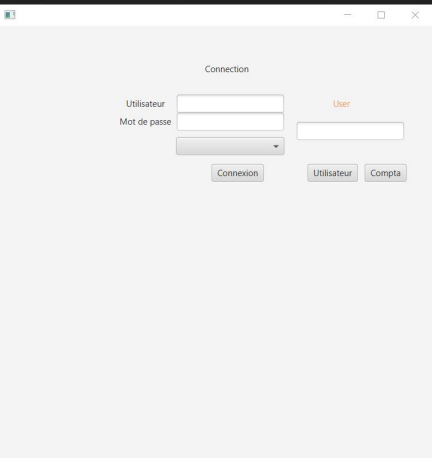 Connection
Utilisateur
User
Mot de passe
Connexion
Utilisateur
Compta